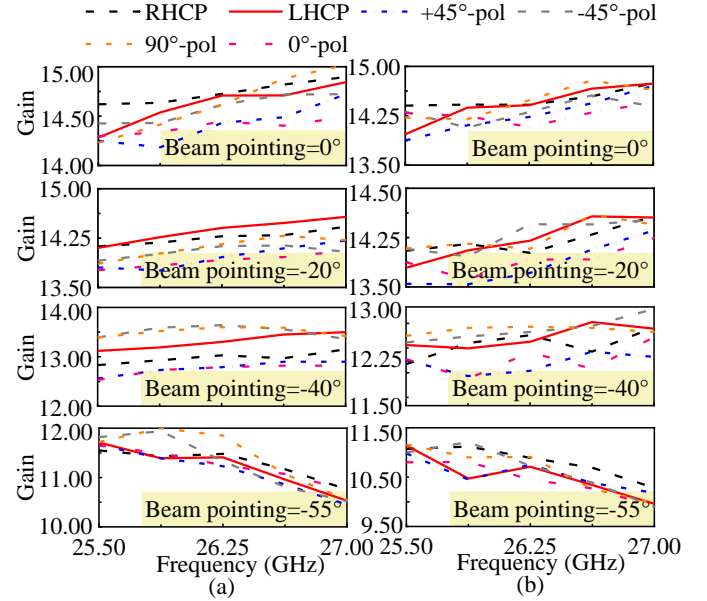 RHCP LHCP +45°-pol -45°-pol
90°-pol 0°-pol
Gain
15.00
14.50
14.00
Beam pointing=0°
15.00
14.25
13.50
Beam pointing=0°
Gain
15.00
14.25
13.50
Beam pointing=-20°
14.50
14.25
13.50
Beam pointing=-20°
Gain
14.00
13.00
12.00
Beam pointing=-40°
13.00
12.25
11.50
Beam pointing=-40°
Gain
12.00
11.00
10.00
Beam pointing=-55°
11.50
10.50
9.50
Beam pointing=-55°
25.50 26.25 27.00
Frequency (GHz)
(a)
25.50 26.25 27.00
Frequency (GHz)
(b)